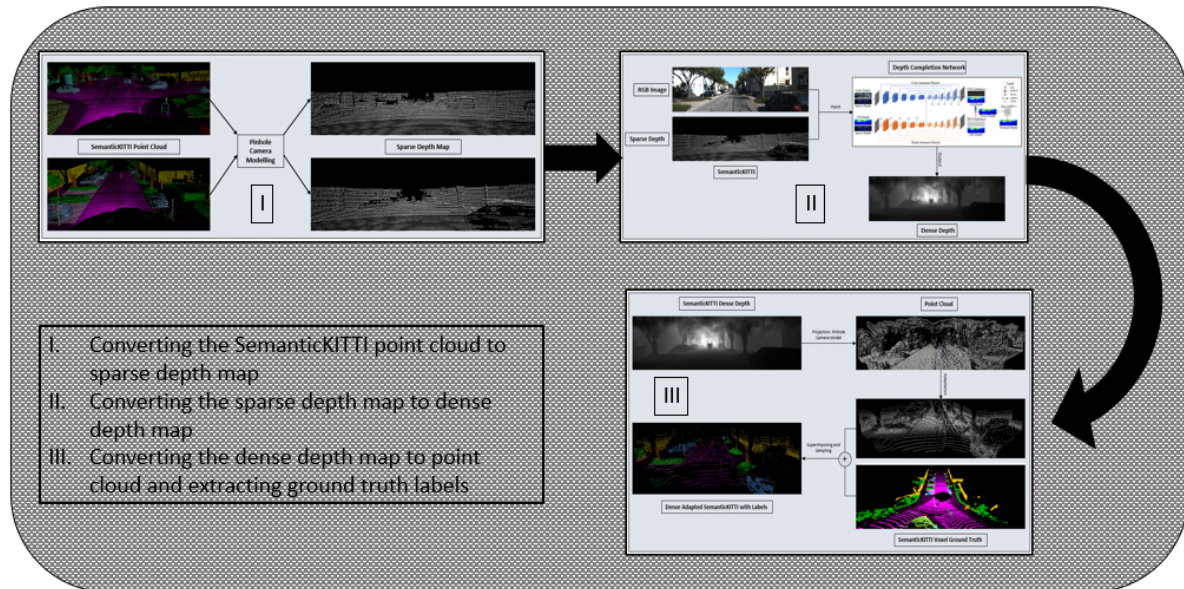 SemanticKITTI Point Cloud
Pinhole
Camera
Modelling
Sparse Depth Map
I
Depth Completion Network
RGB Image
Sparse Depth
SemanticKITTI
input
II
Output
Dense Depth
SemanticKITTI Dense Depth
Point Cloud
Projection: Pinhole
Camera Model
III
Superimposing and
Sampling
+
Dense Adapted SemanticKITTI with Labels
SemanticKITTI Voxel Ground Truth
I. Converting the SemanticKITTI point cloud to
sparse depth map
II. Converting the sparse depth map to dense
depth map
III. Converting the dense depth map to point
cloud and extracting ground truth labels